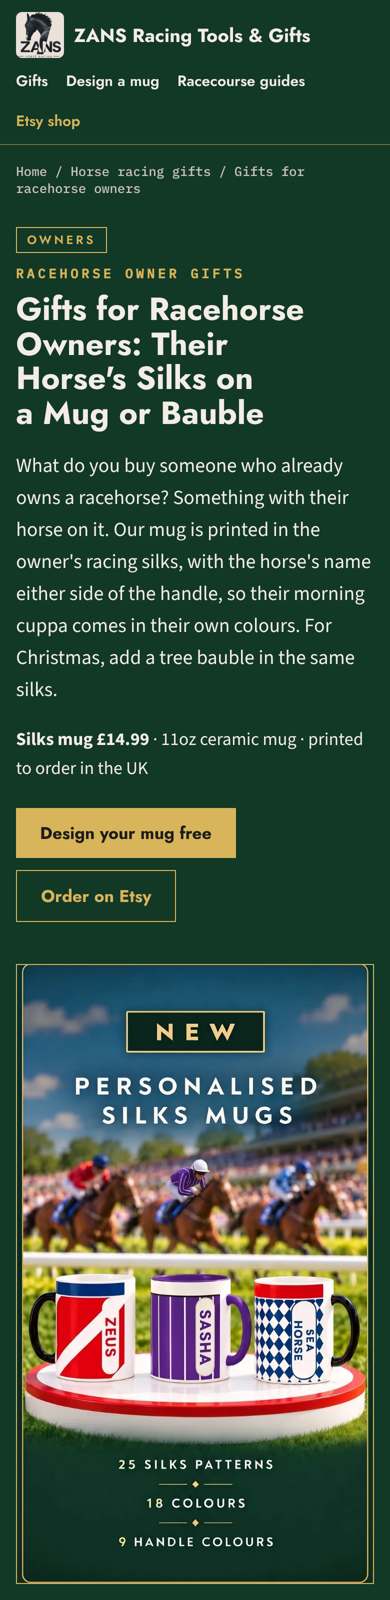 ZANS
ZANS Racing Tools & Gifts
Gifts Design a mug Racecourse guides
Etsy shop
Home / Horse racing gifts / Gifts for
racehorse owners
OWNERS
RACEHORSE OWNER GIFTS
Gifts for Racehorse
Owners: Their
Horse's Silks on
a Mug or Bauble
What do you buy someone who already
owns a racehorse? Something with their
horse on it. Our mug is printed in the
owner's racing silks, with the horse's name
either side of the handle, so their morning
cuppa comes in their own colours. For
Christmas, add a tree bauble in the same
silks.
Silks mug £14.99 · 11oz ceramic mug · printed
to order in the UK
Design your mug free
Order on Etsy
NEW
PERSONALISED
SILKS MUGS
ZEUS
SASHA
SEA
HORSE
25 SILKS PATTERNS
18 COLOURS
9 HANDLE COLOURS